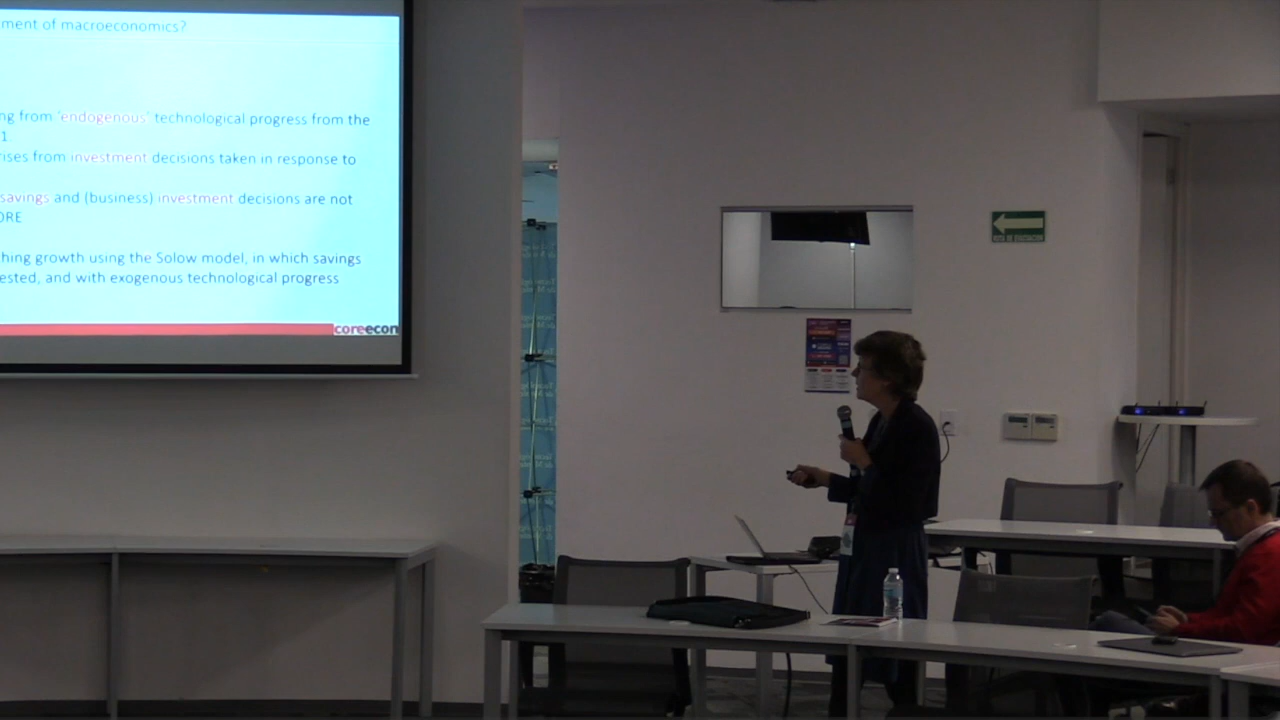 ment of macroeconomics?
ng from 'endogenous' technological progress from the
1
rises from investment decisions taken in response to
savings and (business) investment decisions are not
ORE
hing growth using the Solow model, in which savings
ested, and with exogenous technological progress
coreecon